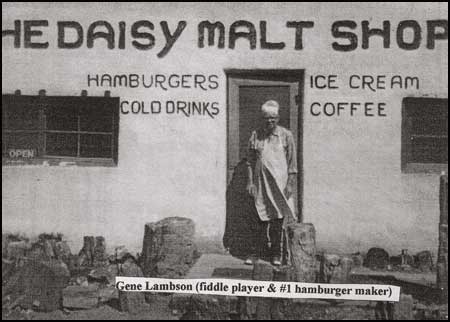 HE DAISY MALT SHOP
HAMBURGERS ICE CREAM
COLD DRINKS COFFEE
OPEN
Gene Lambson (fiddle player & #1 hamburger maker)